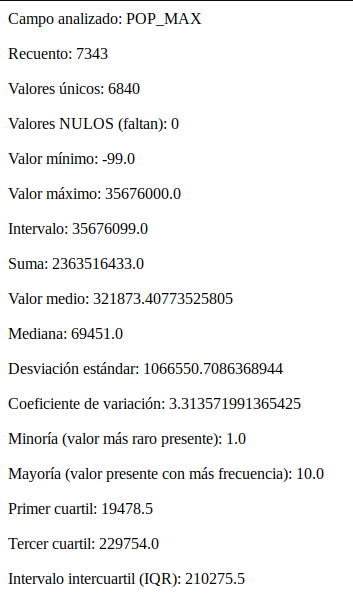 Campo analizado: POP_MAX
Recuento: 7343
Valores únicos: 6840
Valores NULOS (faltan): 0
Valor mínimo: -99.0
Valor máximo: 35676000.0
Intervalo: 35676099.0
Suma: 2363516433.0
Valor medio: 321873.40773525805
Mediana: 69451.0
Desviación estándar: 1066550.7086368944
Coeficiente de variación: 3.313571991365425
Minoría (valor más raro presente): 1.0
Mayoría (valor presente con más frecuencia): 10.0
Primer cuartil: 19478.5
Tercer cuartil: 229754.0
Intervalo intercuartil (IQR): 210275.5